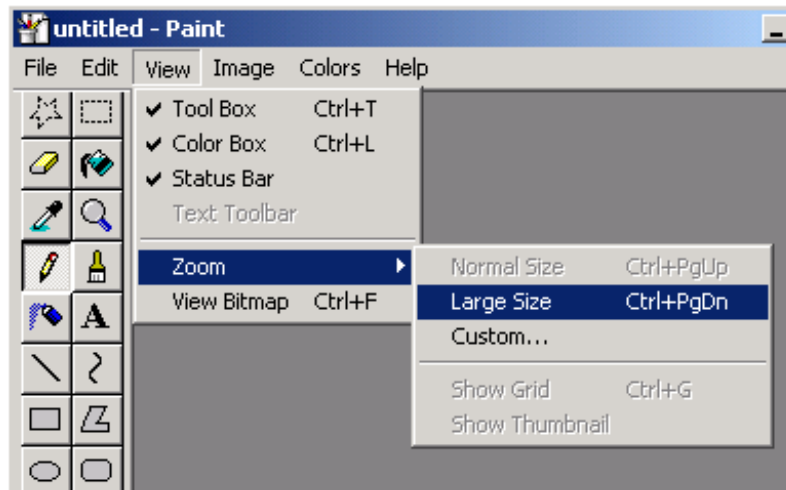 untitled - Paint
File Edit View Image Colors Help
✔ Tool Box Ctrl+T
✔ Color Box Ctrl+L
✔ Status Bar
Text Toolbar
Zoom
View Bitmap Ctrl+F
Normal Size Ctrl+PgUp
Large Size Ctrl+PgDn
Custom...
Show Grid Ctrl+G
Show Thumbnail
A